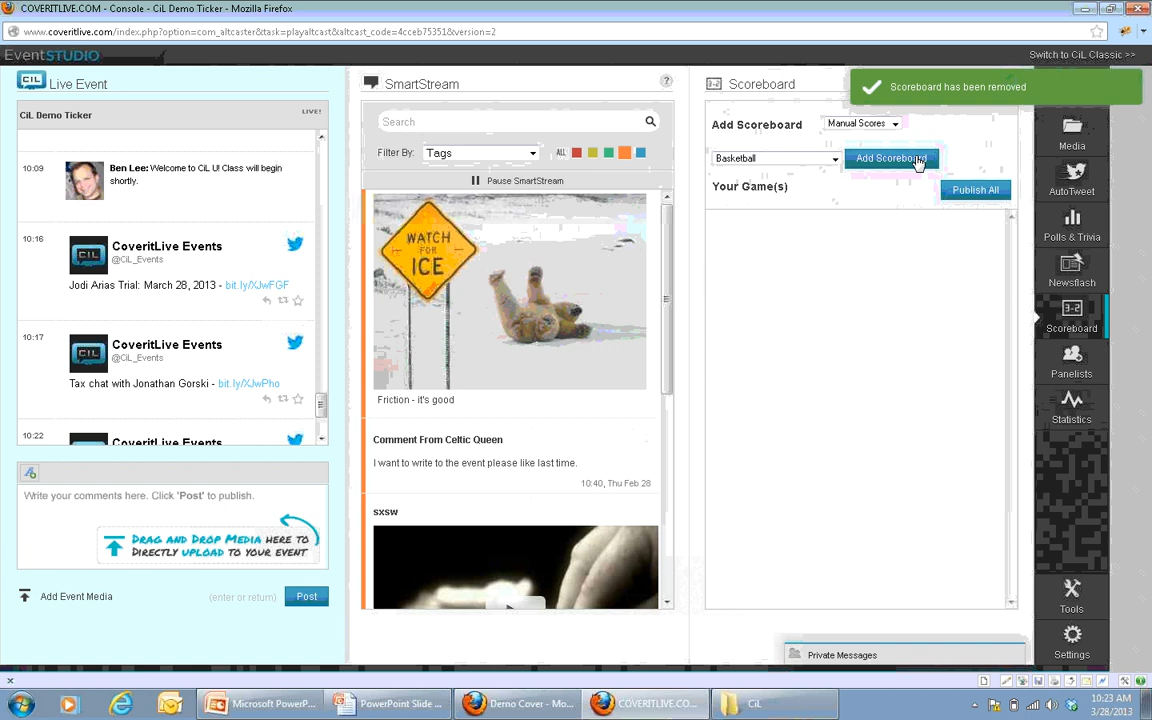 COVERITLIVE.COM - Console - CiL Demo Ticker - Mozilla Firefox
www.coveritlive.com/index.php?option=com_altcaster&task=playaltcast&altcast_code=4cceb75351&version=2
EventSTUDIO
Switch to CiL Classic >>
CiL Live Event
CiL Demo Ticker
LIVE!
10:09
Ben Lee: Welcome to CiL U! Class will begin
shortly.
10:16
CiL
CoveritLive Events
@CiL_Events
Jodi Arias Trial: March 28, 2013 - bit.ly/XJwFGF
10:17
CiL
CoveritLive Events
@CiL_Events
Tax chat with Jonathan Gorski - bit.ly/XJwPho
10:22
CoveritLive Events
Write your comments here. Click 'Post' to publish.
DRAG AND DROP MEDIA HERE TO
DIRECTLY UPLOAD TO YOUR EVENT
Add Event Media
(enter or return)
Post
SmartStream
?
Search
Filter By:
Tags
ALL
Pause SmartStream
WATCH
FOR
ICE
Friction - it's good
Comment From Celtic Queen
I want to write to the event please like last time.
10:40, Thu Feb 28
sxsw
3-2 Scoreboard
Scoreboard has been removed
Add Scoreboard
Manual Scores
Basketball
Add Scoreboard
Your Game(s)
Publish All
Private Messages
Media
AutoTweet
Polls & Trivia
Newsflash
3-2
Scoreboard
Panelists
Statistics
Tools
Settings
Microsoft PowerP...
PowerPoint Slide ...
Demo Cover - Mo...
COVERITLIVE.CO...
CiL
10:23 AM
3/28/2013